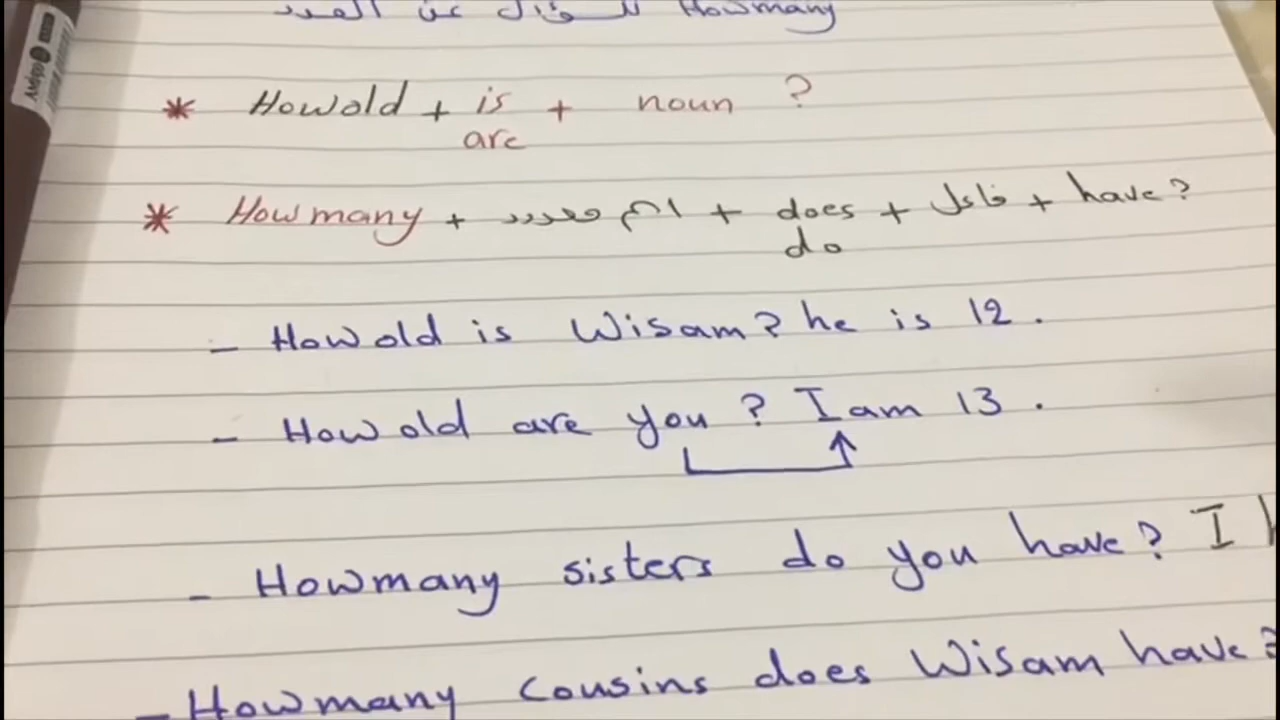 Howmany للسؤال عن العدد
* Howold + is + noun ?
are
* Howmany + اسم معدود + does + فاعل + have?
do
- How old is Wisam? he is 12 .
- How old are you ? I am 13 .
- Howmany sisters do you have? I
- Howmany cousins does Wisam have?